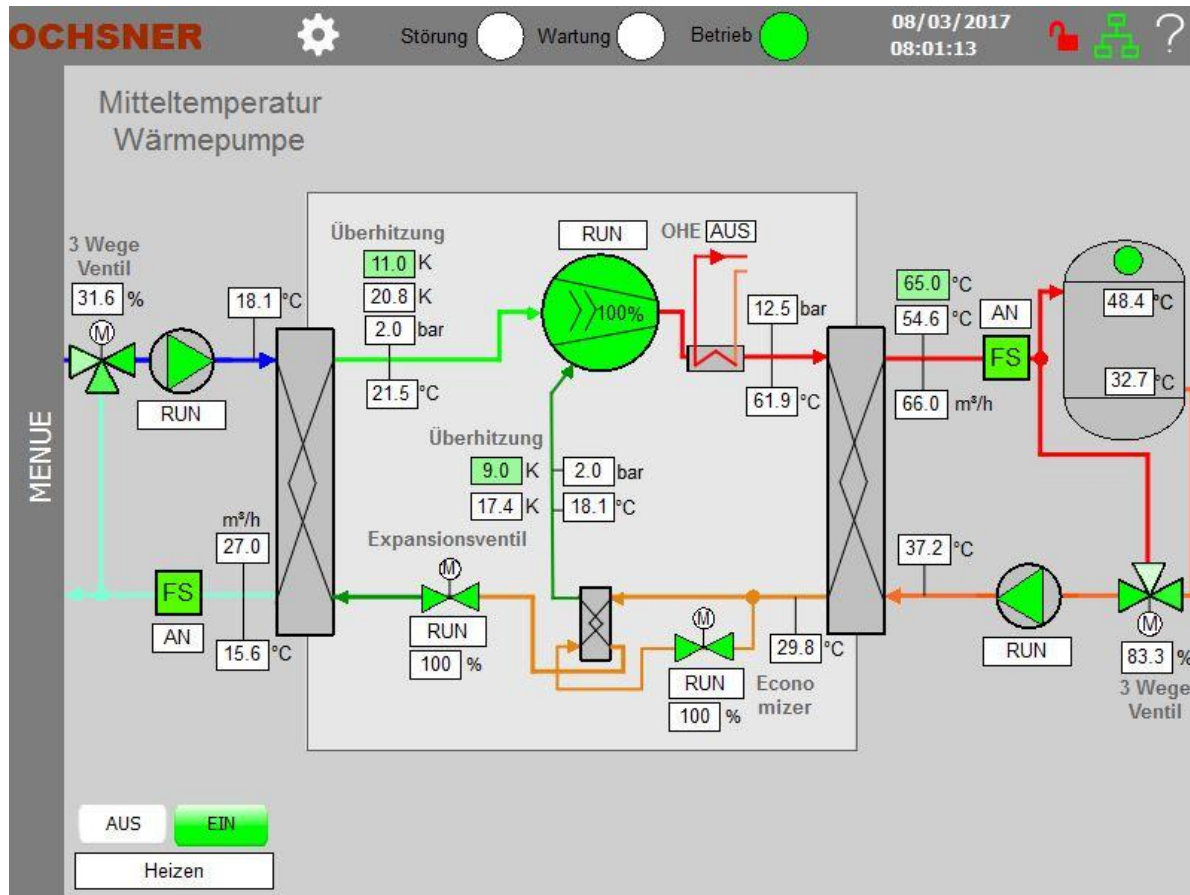 OCHSNER
Störung
Wartung
Betrieb
08/03/2017
08:01:13
?
Mitteltemperatur
Wärmepumpe
MENUE
3 Wege
Ventil
31.6 %
M
RUN
18.1 °C
Überhitzung
11.0 K
20.8 K
2.0 bar
21.5 °C
RUN
100%
OHE AUS
12.5 bar
61.9 °C
65.0 °C
54.6 °C
66.0 m³/h
AN
FS
48.4 °C
32.7 °C
Überhitzung
9.0 K
17.4 K
2.0 bar
18.1 °C
m³/h
27.0
15.6 °C
FS
AN
Expansionsventil
M
RUN
100 %
M
RUN
100 %
29.8 °C
Econo
mizer
37.2 °C
RUN
M
83.3 %
3 Wege
Ventil
AUS
EIN
Heizen